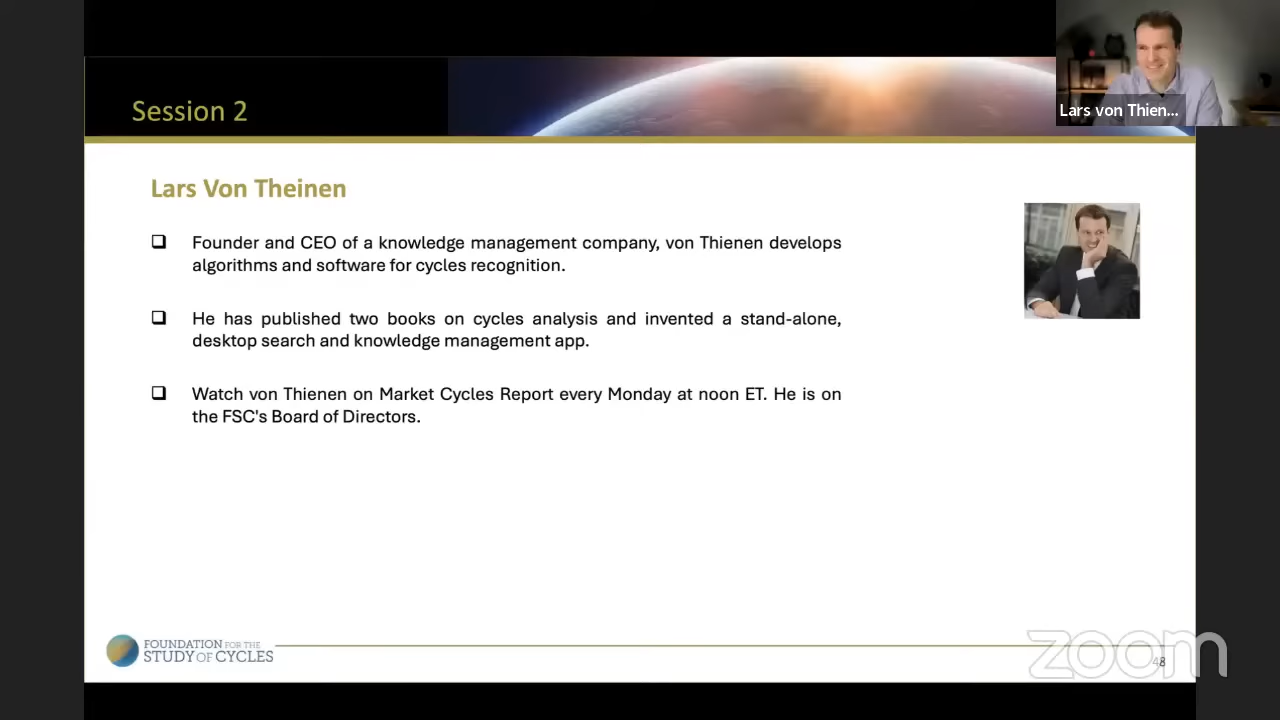 Session 2
Lars von Thien...
Lars Von Theinen
Founder and CEO of a knowledge management company, von Thienen develops
algorithms and software for cycles recognition.
He has published two books on cycles analysis and invented a stand-alone,
desktop search and knowledge management app.
Watch von Thienen on Market Cycles Report every Monday at noon ET. He is on
the FSC's Board of Directors.
FOUNDATION FOR THE
STUDY OF CYCLES
zoom
48